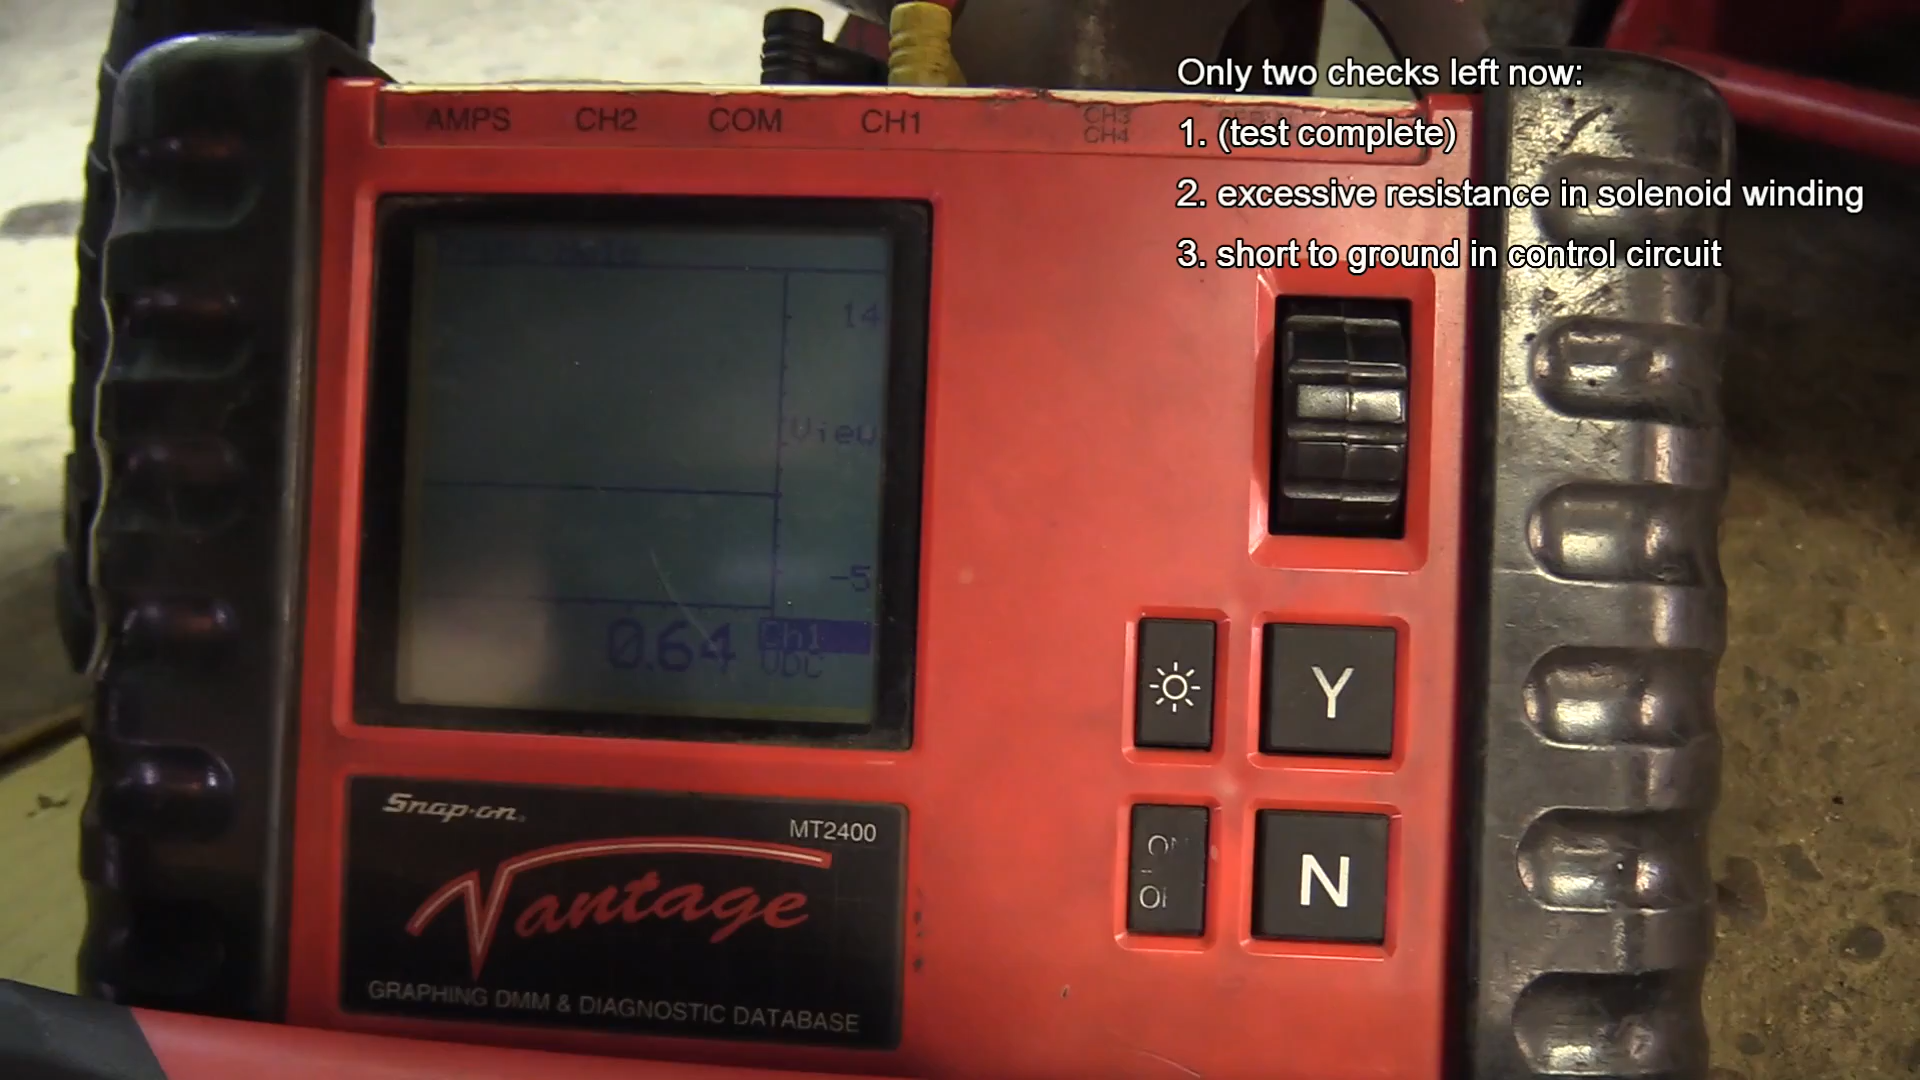 Only two checks left now:
1. (test complete)
2. excessive resistance in solenoid winding
3. short to ground in control circuit
AMPS CH2 COM CH1 CH3
CH4
14
View
-5
0.64 Ch1
VDC
Y
ON
N
Snap-on
MT2400
Vantage
GRAPHING DMM & DIAGNOSTIC DATABASE